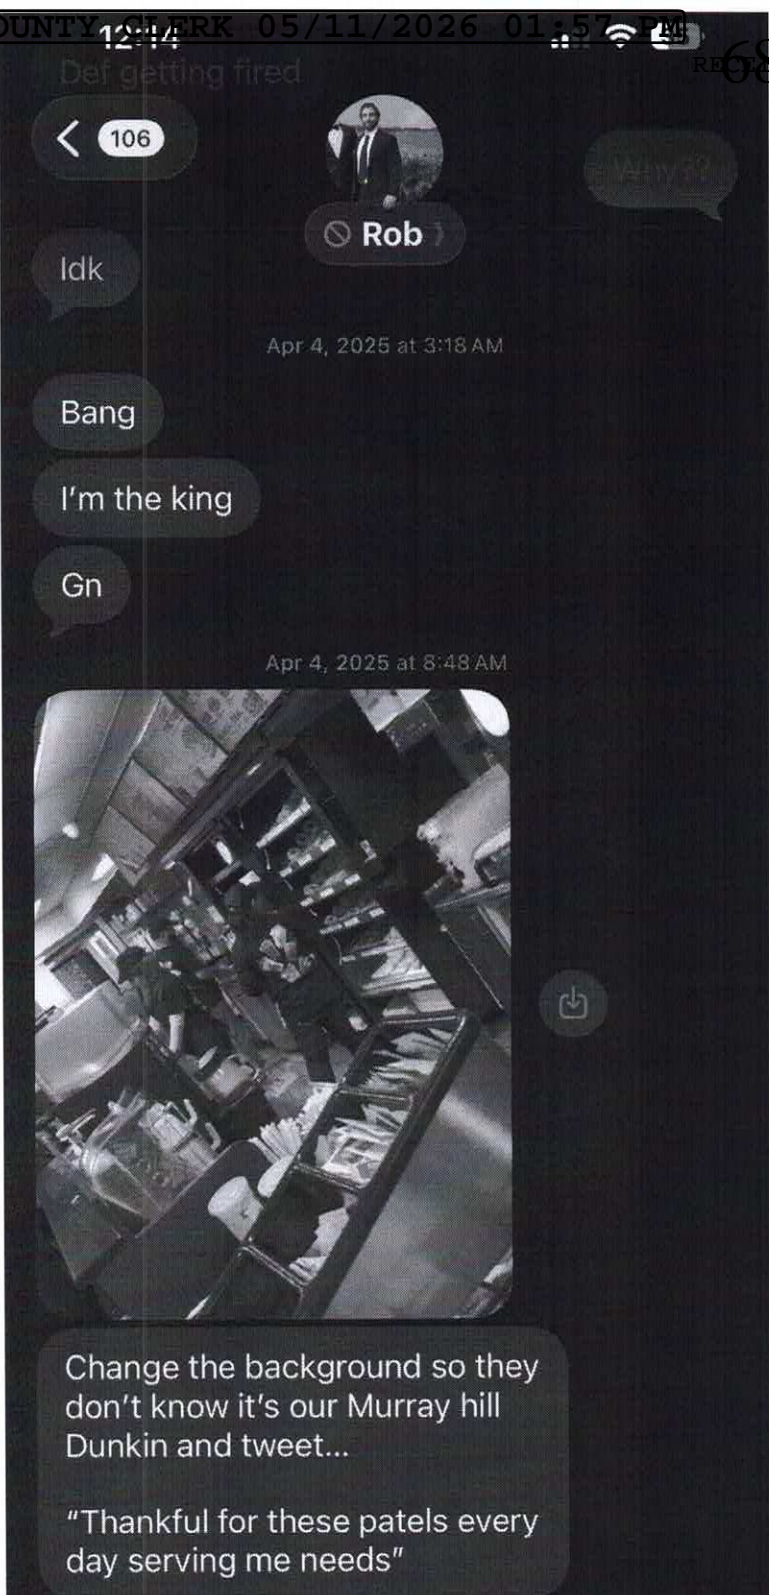 OUNTY CLERK 05/11/2026 01:57 PM
12:14
Def getting fired
106
Why??
Rob
Idk
Apr 4, 2025 at 3:18 AM
Bang
I'm the king
Gn
Apr 4, 2025 at 8:48 AM
Change the background so they
don't know it's our Murray hill
Dunkin and tweet...
"Thankful for these patels every
day serving me needs"